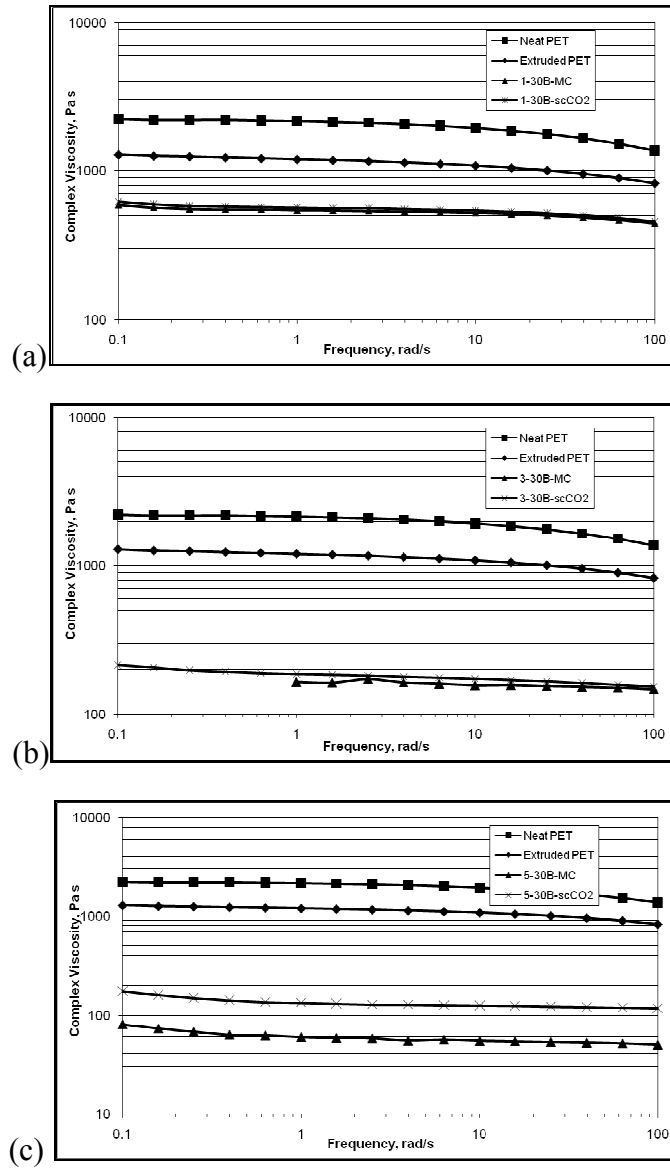 10000
Neat PET
Extruded PET
1-30B-MC
1-30B-scCO2
Complex Viscosity, Pa s
1000
100
0.1 1 10 100
Frequency, rad/s
(a)
10000
Neat PET
Extruded PET
3-30B-MC
3-30B-scCO2
Complex Viscosity, Pa s
1000
100
0.1 1 10 100
Frequency, rad/s
(b)
10000
Neat PET
Extruded PET
5-30B-MC
5-30B-scCO2
Complex Viscosity, Pa s
1000
100
10
0.1 1 10 100
Frequency, rad/s
(c)